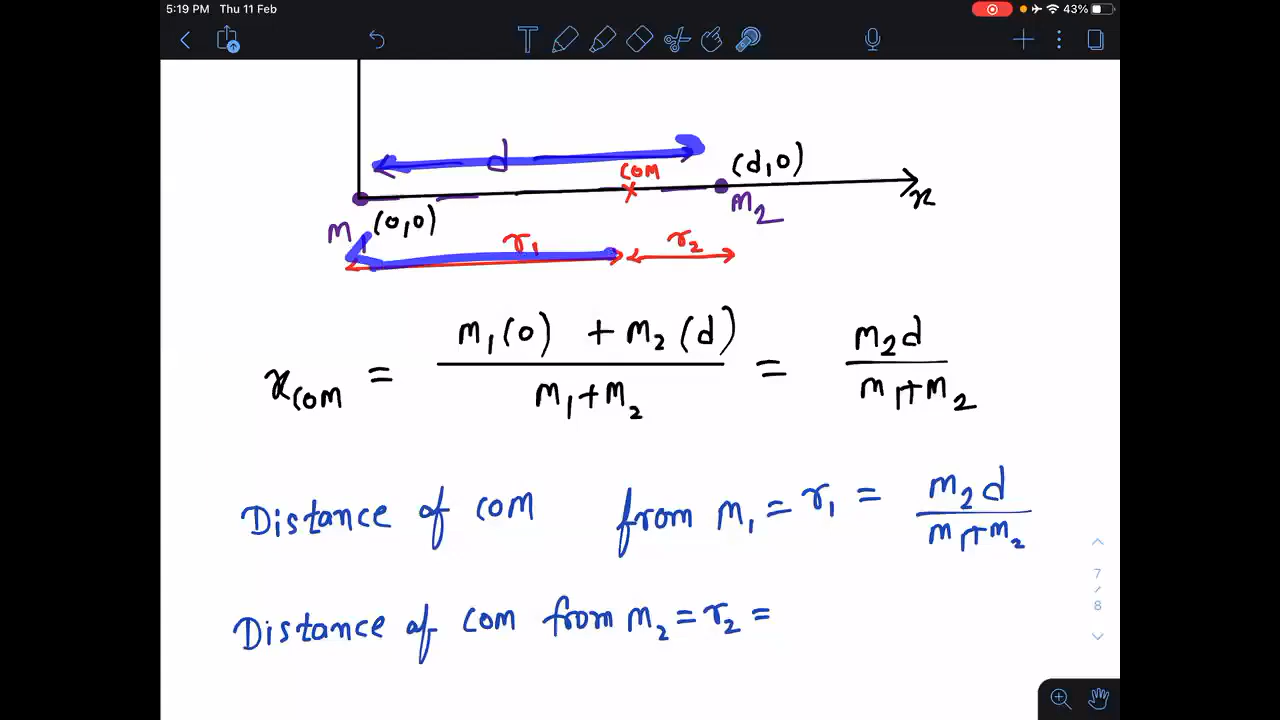 5:19 PM Thu 11 Feb 43%
d
com
(d,0)
m1 (0,0) m2 x
r1 r2
xcom = m1(0) + m2(d) / m1+m2 = m2d / m1+m2
Distance of com from m1 = r1 = m2d / m1+m2
Distance of com from m2 = r2 =
7
/
8